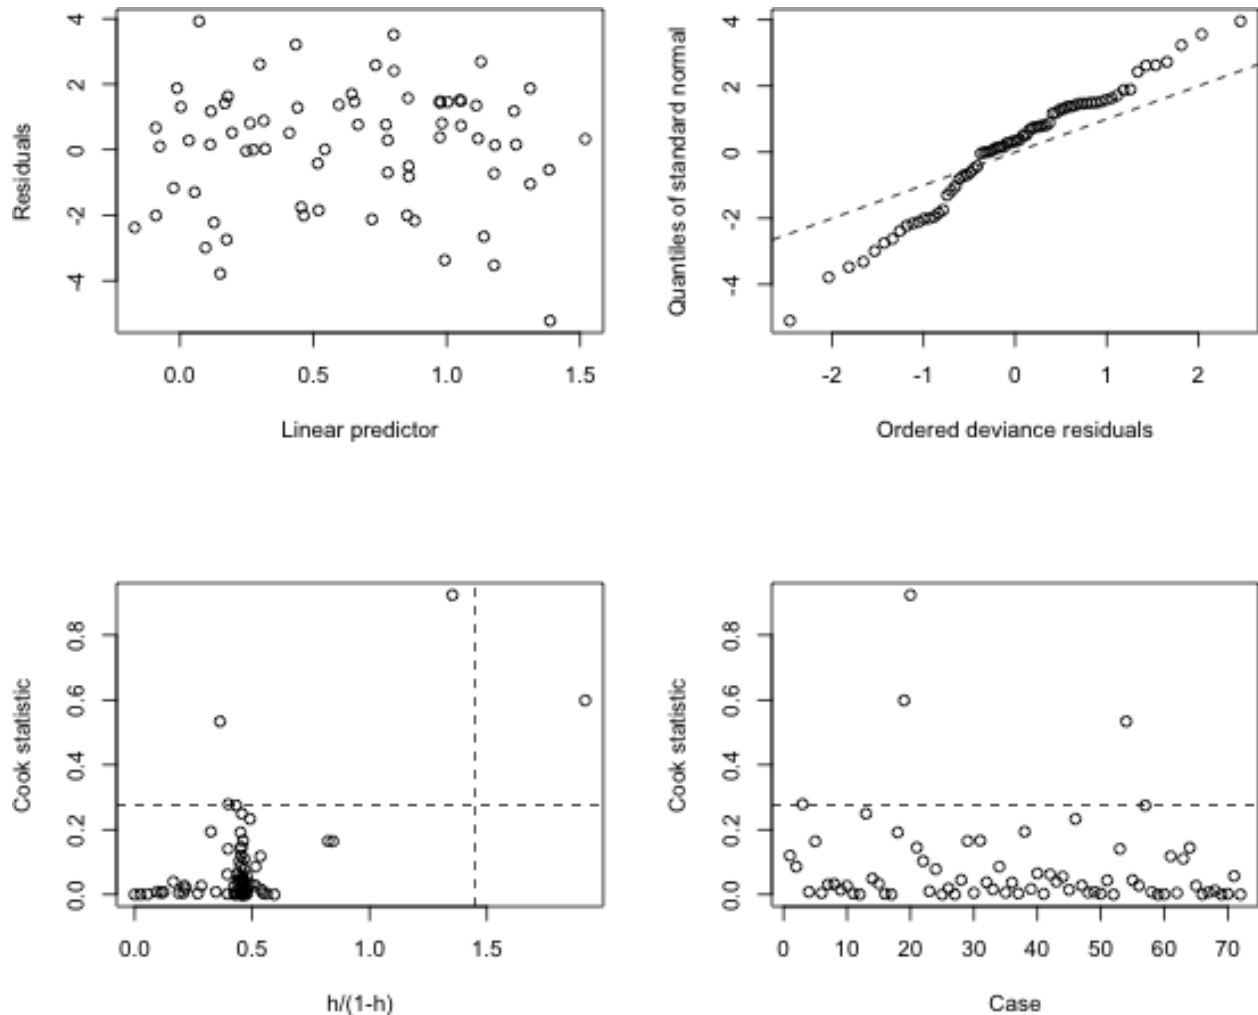 Residuals
4
2
0
-2
-4
0.0 0.5 1.0 1.5
Linear predictor
Quantiles of standard normal
4
2
0
-2
-4
-2 -1 0 1 2
Ordered deviance residuals
Cook statistic
0.8
0.6
0.4
0.2
0.0
0.0 0.5 1.0 1.5
h/(1-h)
Cook statistic
0.8
0.6
0.4
0.2
0.0
0 10 20 30 40 50 60 70
Case